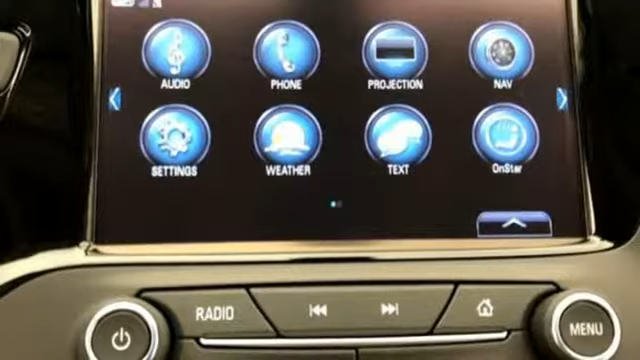 AUDIO PHONE PROJECTION NAV
SETTINGS WEATHER TEXT OnStar
RADIO MENU